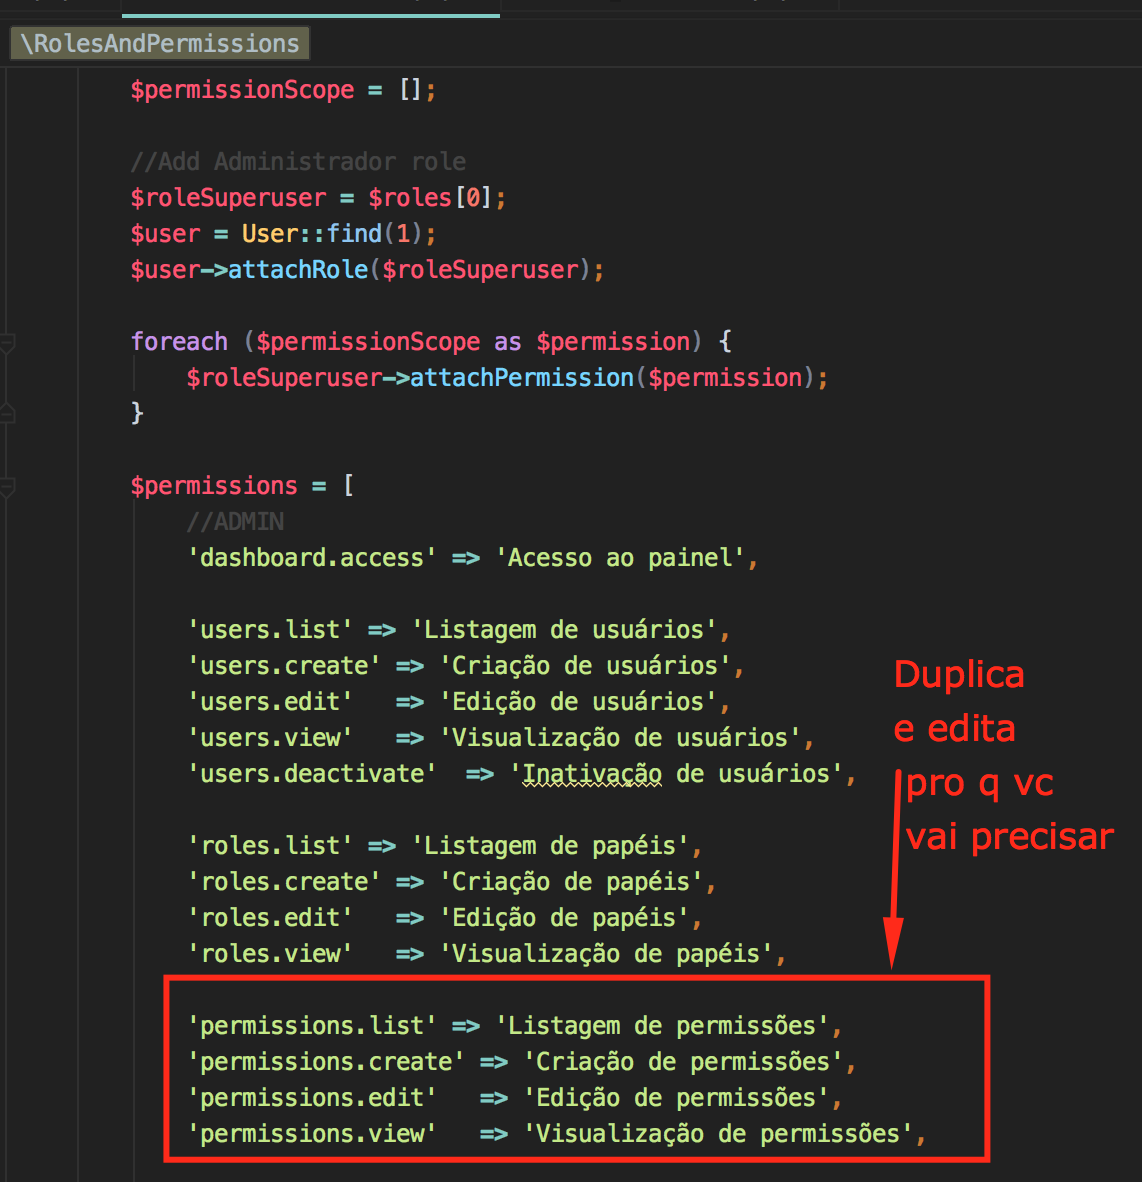 \RolesAndPermissions
$permissionScope = [];
//Add Administrador role
$roleSuperuser = $roles[0];
$user = User::find(1);
$user->attachRole($roleSuperuser);
foreach ($permissionScope as $permission) {
$roleSuperuser->attachPermission($permission);
}
$permissions = [
//ADMIN
'dashboard.access' => 'Acesso ao painel',
'users.list' => 'Listagem de usuários',
'users.create' => 'Criação de usuários',
'users.edit'   => 'Edição de usuários',
'users.view'   => 'Visualização de usuários',
'users.deactivate'  => 'Inativação de usuários',
'roles.list' => 'Listagem de papéis',
'roles.create' => 'Criação de papéis',
'roles.edit'   => 'Edição de papéis',
'roles.view'   => 'Visualização de papéis',
Duplica
e edita
pro q vc
vai precisar
'permissions.list' => 'Listagem de permissões',
'permissions.create' => 'Criação de permissões',
'permissions.edit'   => 'Edição de permissões',
'permissions.view'   => 'Visualização de permissões',